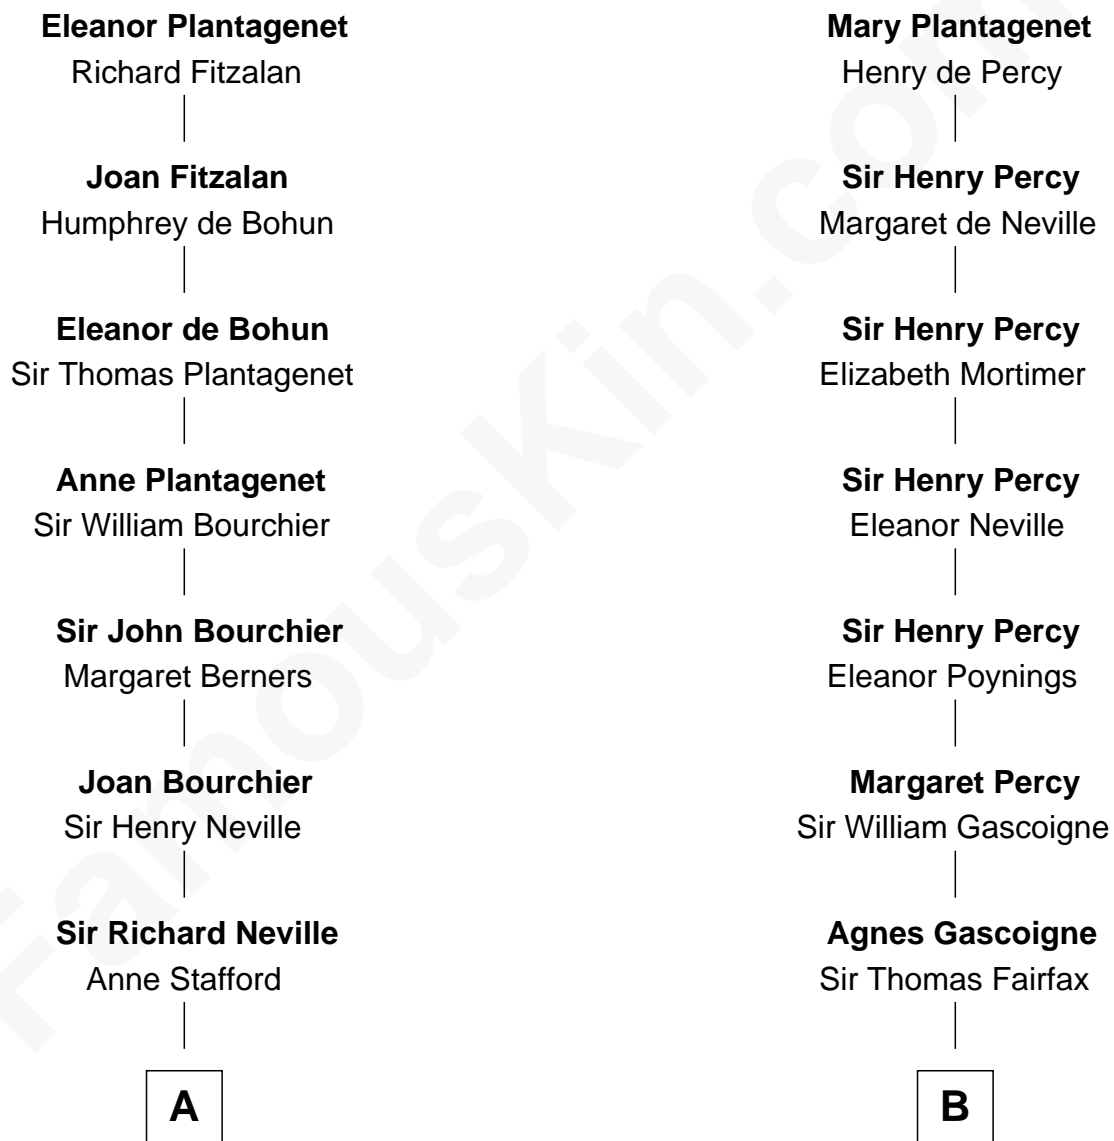 Eleanor Plantagenet
Richard Fitzalan
Joan Fitzalan
Humphrey de Bohun
Eleanor de Bohun
Sir Thomas Plantagenet
Anne Plantagenet
Sir William Bourchier
Sir John Bourchier
Margaret Berners
Joan Bourchier
Sir Henry Neville
Sir Richard Neville
Anne Stafford
A
Mary Plantagenet
Henry de Percy
Sir Henry Percy
Margaret de Neville
Sir Henry Percy
Elizabeth Mortimer
Sir Henry Percy
Eleanor Neville
Sir Henry Percy
Eleanor Poynings
Margaret Percy
Sir William Gascoigne
Agnes Gascoigne
Sir Thomas Fairfax
B
FamousKin.com